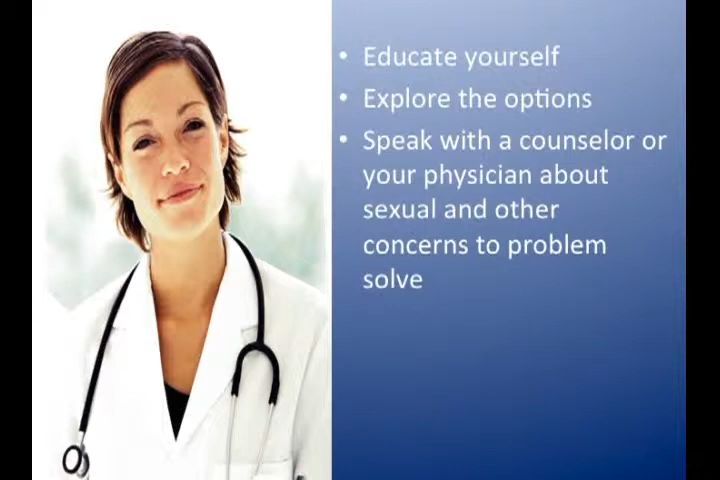 • Educate yourself
• Explore the options
• Speak with a counselor or
your physician about
sexual and other
concerns to problem
solve